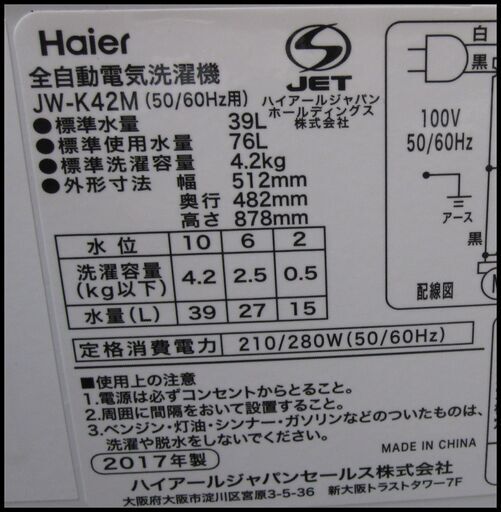 Haier
全自動電気洗濯機
JW-K42M(50/60Hz用)
S
JET
ハイアールジャパン
ホールディングス
株式会社
●標準水量 39L
●標準使用水量 76L
●標準洗濯容量 4.2kg
●外形寸法 幅 512mm
奥行 482mm
高さ 878mm
水位 10 6 2
洗濯容量(kg以下) 4.2 2.5 0.5
水量(L) 39 27 15
定格消費電力 210/280W(50/60Hz)
白
黒
100V
50/60Hz
アース
黒
配線図
M
■使用上の注意
1.電源は必ずコンセントからとること。
2.周囲に間隔をおいて設置すること。
3.ベンジン・灯油・シンナー・ガソリンなどのついたものは、
洗濯や脱水をしないでください。
MADE IN CHINA
2017年製
ハイアールジャパンセールス株式会社
大阪府大阪市淀川区宮原3-5-36 新大阪トラストタワー7F